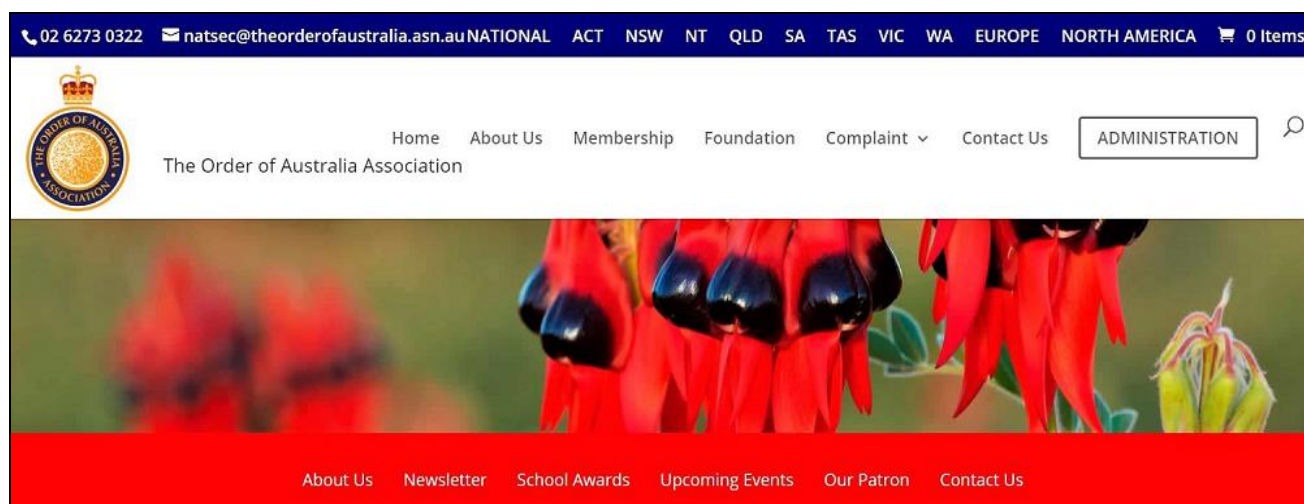 02 6273 0322 natsec@theorderofaustralia.asn.au NATIONAL ACT NSW NT QLD SA TAS VIC WA EUROPE NORTH AMERICA 0 Items
THE ORDER OF AUSTRALIA
ASSOCIATION
Home About Us Membership Foundation Complaint Contact Us ADMINISTRATION
The Order of Australia Association
About Us Newsletter School Awards Upcoming Events Our Patron Contact Us